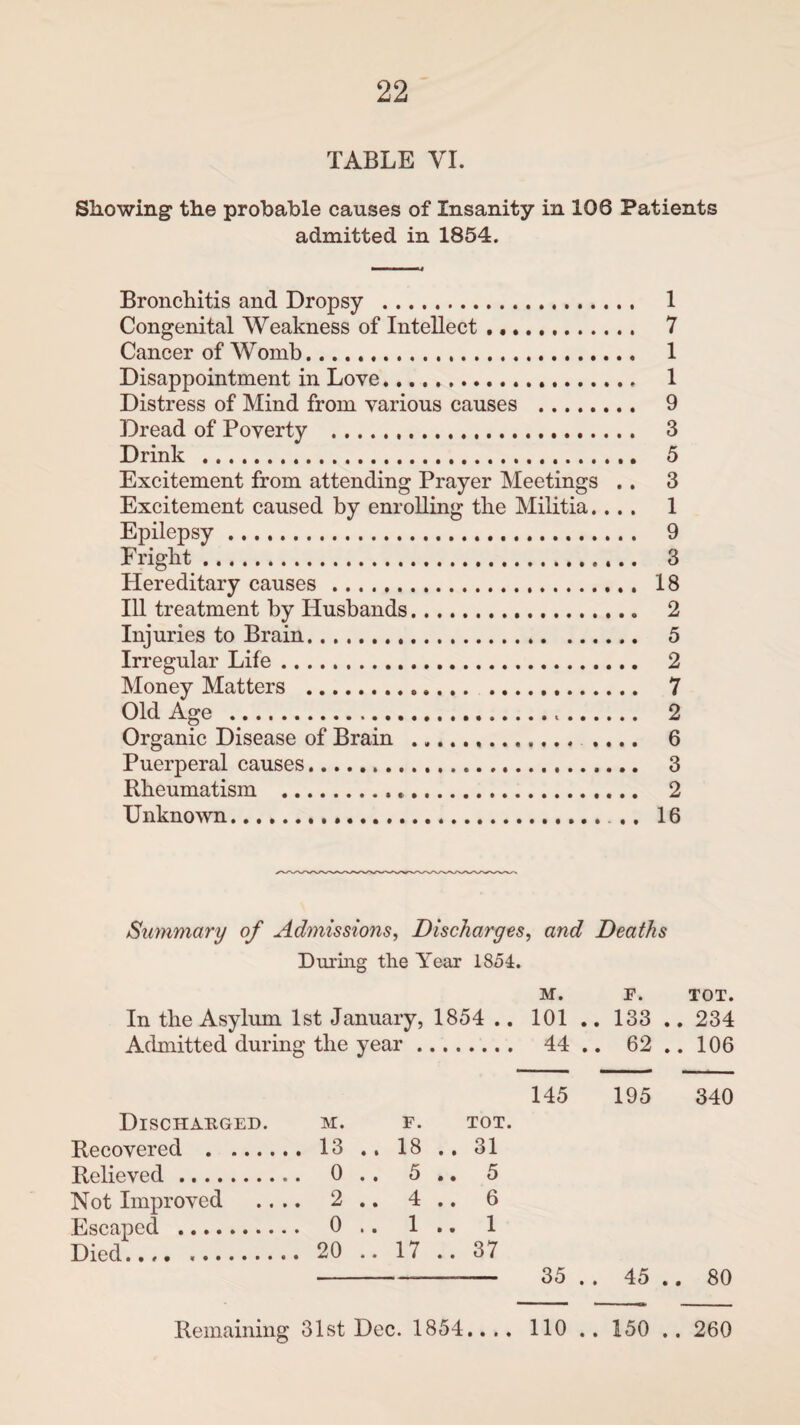 22
TABLE VI.
Showing the probable causes of Insanity in 106 Patients
admitted in 1854.
Bronchitis and Dropsy ........................ 1
Congenital Weakness of Intellect ............ 7
Cancer of Womb........................ 1
Disappointment in Love.................... 1
Distress of Mind from various causes ........ 9
Dread of Poverty ........................ 3
Drink .............................. 5
Excitement from attending Prayer Meetings .. 3
Excitement caused by enrolling the Militia.... 1
Epilepsy .............................. 9
Fright .............................. 3
Hereditary causes ........................ 18
Ill treatment by Husbands.................... 2
Injuries to Brain........................ 5
Irregular Life ........................ 2
Money Matters ........................ 7
Old Age .............................. 2
Organic Disease of Brain .................. 6
Puerperal causes........................ 3
Rheumatism ........................ 2
Unknown.............................. 16
Summary of Admissions, Discharges, and Deaths
During the Year 1854.
M. F. TOT.
In the Asylum 1st January, 1854 .. 101 .. 133 .. 234
Admitted during the year ........ 44 .. 62 .. 106
145 195 340
DISCHARGED. M. F. TOT.
Recovered ....... 13 .. 18 .. 31
Relieved .......... 0 .. 5 .. 5
Not Improved .... 2 .. 4 .. 6
Escaped .......... 0 .. 1 .. 1
Died............. 20 .. 17 .. 37
35 .. 45 .. 80
Remaining 31st Dec. 1854.... 110 .. 150 .. 260